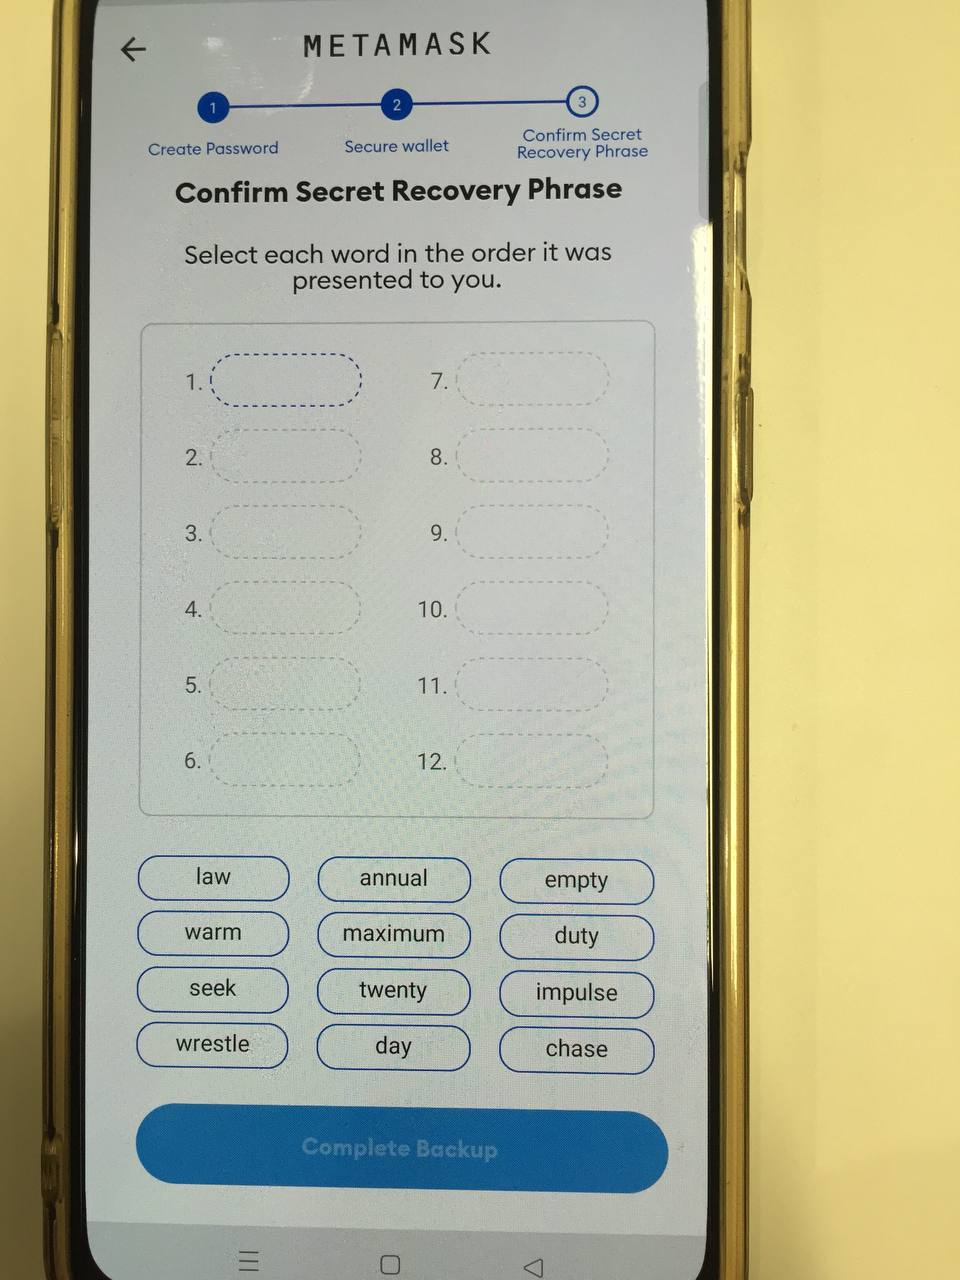 METAMASK
1 2 3
Create Password Secure wallet Confirm Secret
Recovery Phrase
Confirm Secret Recovery Phrase
Select each word in the order it was
presented to you.
1. 7.
2. 8.
3. 9.
4. 10.
5. 11.
6. 12.
law annual empty
warm maximum duty
seek twenty impulse
wrestle day chase
Complete Backup